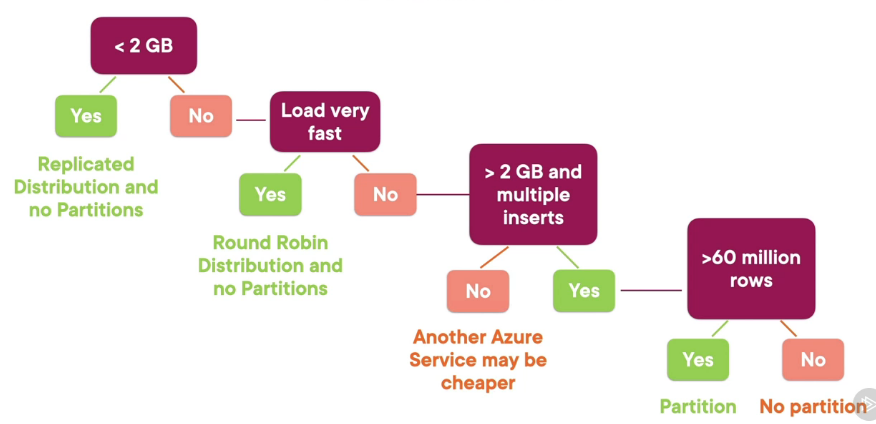 < 2 GB
Yes
No
Replicated
Distribution and
no Partitions
Load very
fast
Yes
No
Round Robin
Distribution and
no Partitions
> 2 GB and
multiple
inserts
No
Yes
Another Azure
Service may be
cheaper
>60 million
rows
Yes
No
Partition
No partition